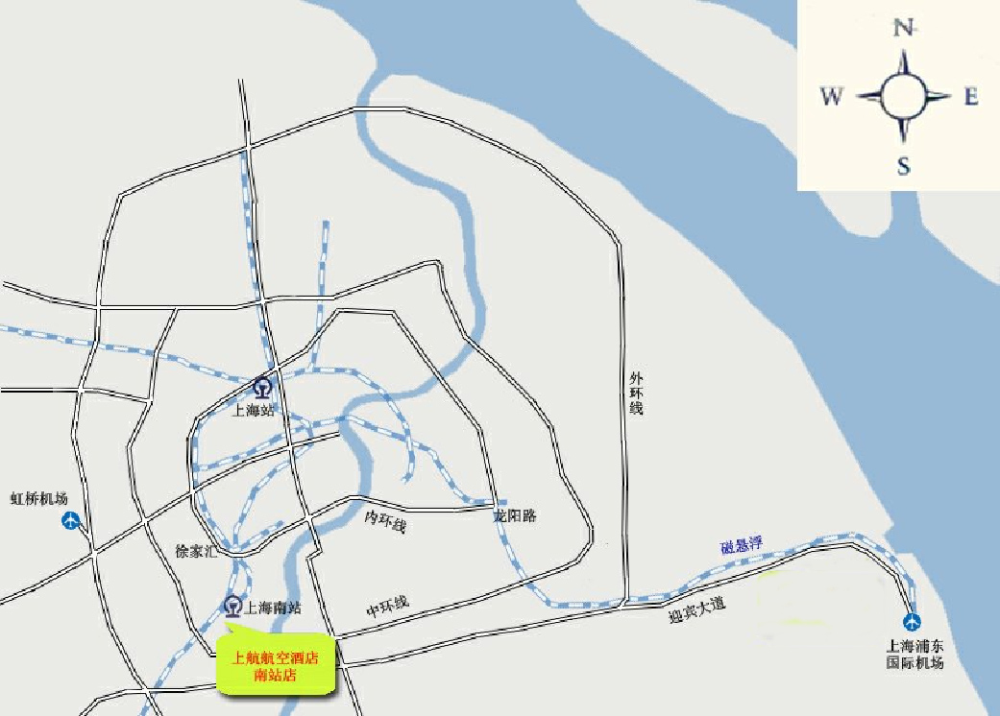 N
W
E
S
外环线
上海站
虹桥机场
内环线
龙阳路
徐家汇
磁悬浮
上海南站
中环线
迎宾大道
上海浦东
国际机场
上航航空酒店
南站店